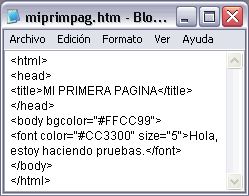 miprimpag.htm - Blo...
Archivo Edición Formato Ver Ayuda
<html>
<head>
<title>MI PRIMERA PAGINA</title>
</head>
<body bgcolor="#FFCC99">
<font color="#CC3300" size="5">Hola,
estoy haciendo pruebas.</font>
</body>
</html>